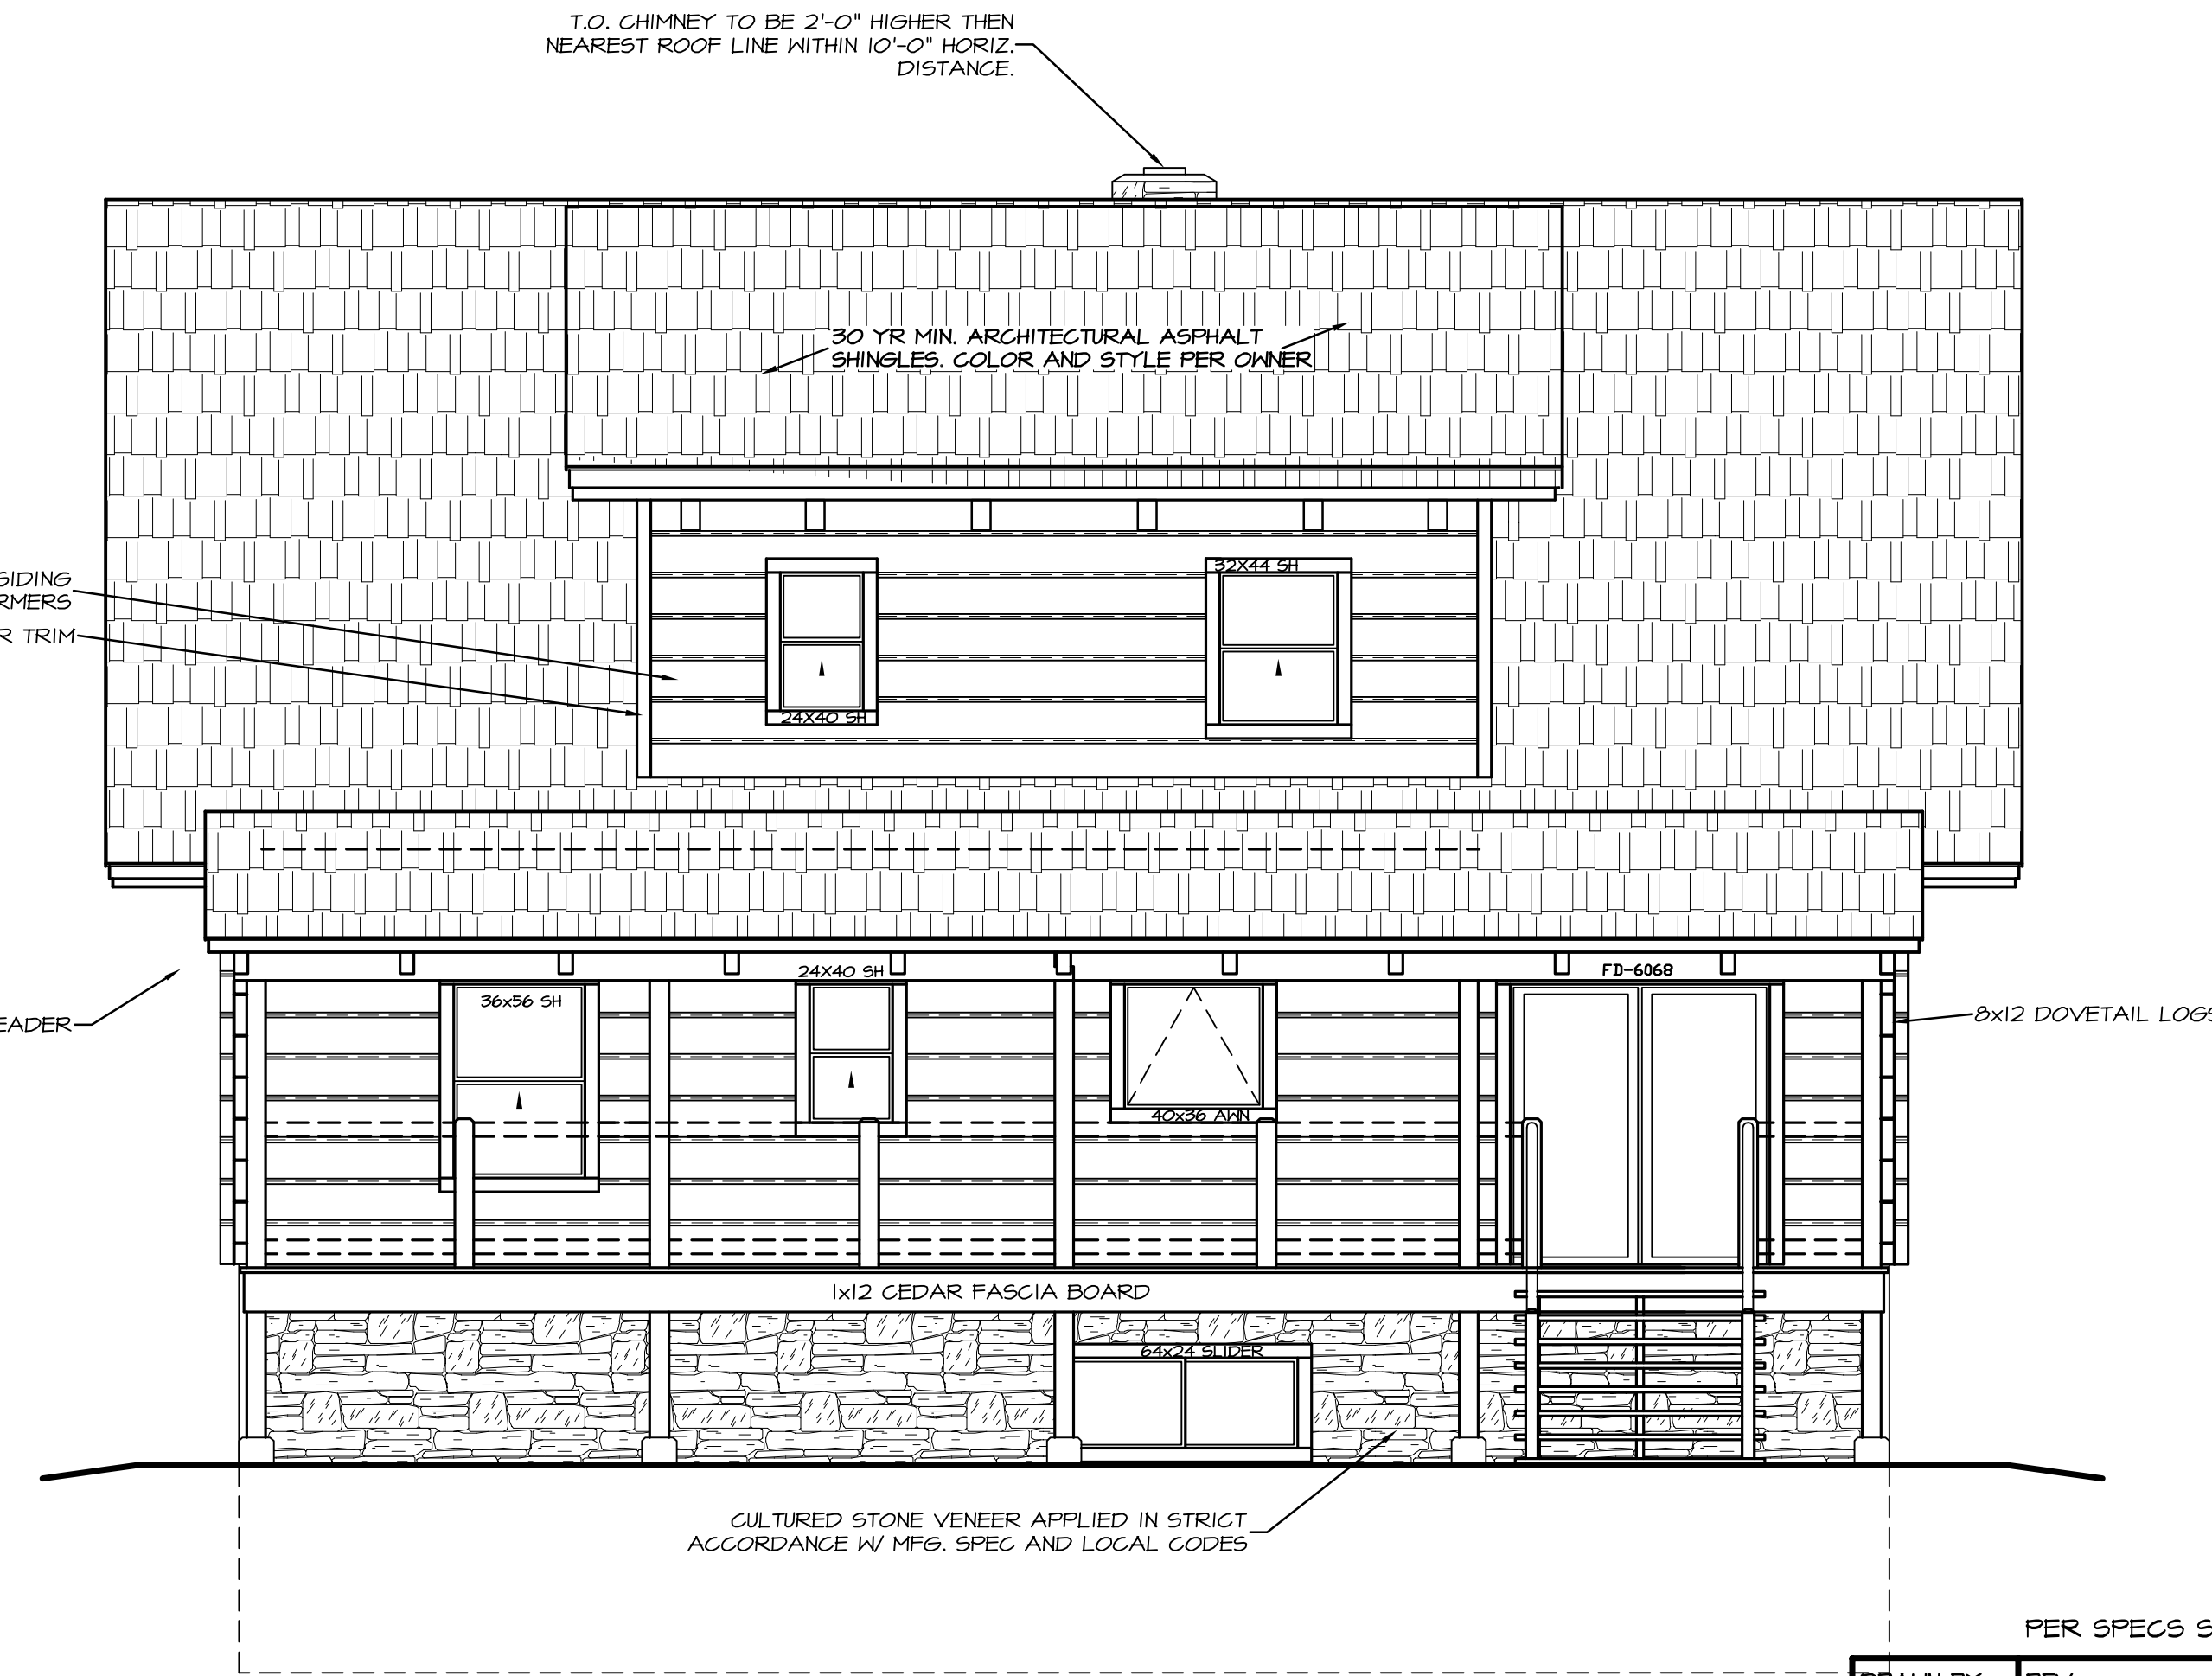 T.O. CHIMNEY TO BE 2'-0" HIGHER THEN
NEAREST ROOF LINE WITHIN 10'-0" HORIZ.
DISTANCE.
30 YR MIN. ARCHITECTURAL ASPHALT
SHINGLES. COLOR AND STYLE PER OWNER
SIDING
32X44 SH
TRIM
24X40 SH
24X40 SH
FD-6068
36x56 SH
8x12 DOVETAIL LOGS
40x36 AWN
1x12 CEDAR FASCIA BOARD
64x24 SLIDER
CULTURED STONE VENEER APPLIED IN STRICT
ACCORDANCE W/ MFG. SPEC AND LOCAL CODES
PER SPECS S